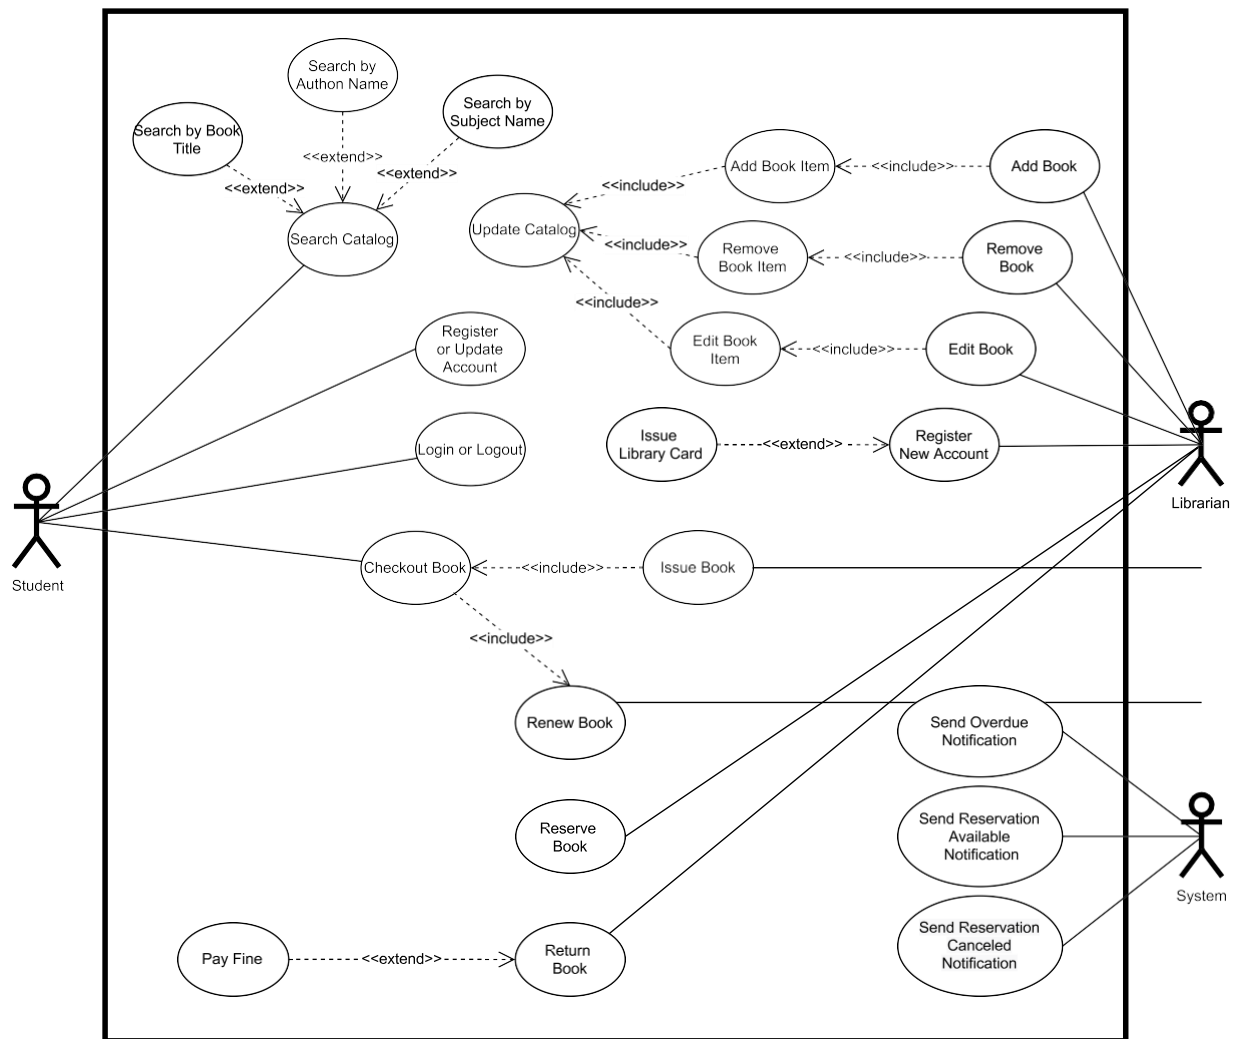 Search by
Authon Name
Search by
Subject Name
Search by Book
Title
<<extend>>
<<extend>>
<<extend>>
Search Catalog
Add Book Item
<<include>>
Add Book
<<include>>
Update Catalog
<<include>>
Remove
Book Item
<<include>>
Remove
Book
<<include>>
Edit Book
Item
<<include>>
Edit Book
Register
or Update
Account
Login or Logout
Issue
Library Card
<<extend>>
Register
New Account
Librarian
Student
Checkout Book
<<include>>
Issue Book
<<include>>
Renew Book
Send Overdue
Notification
Reserve
Book
Send Reservation
Available
Notification
System
Send Reservation
Canceled
Notification
Pay Fine
<<extend>>
Return
Book